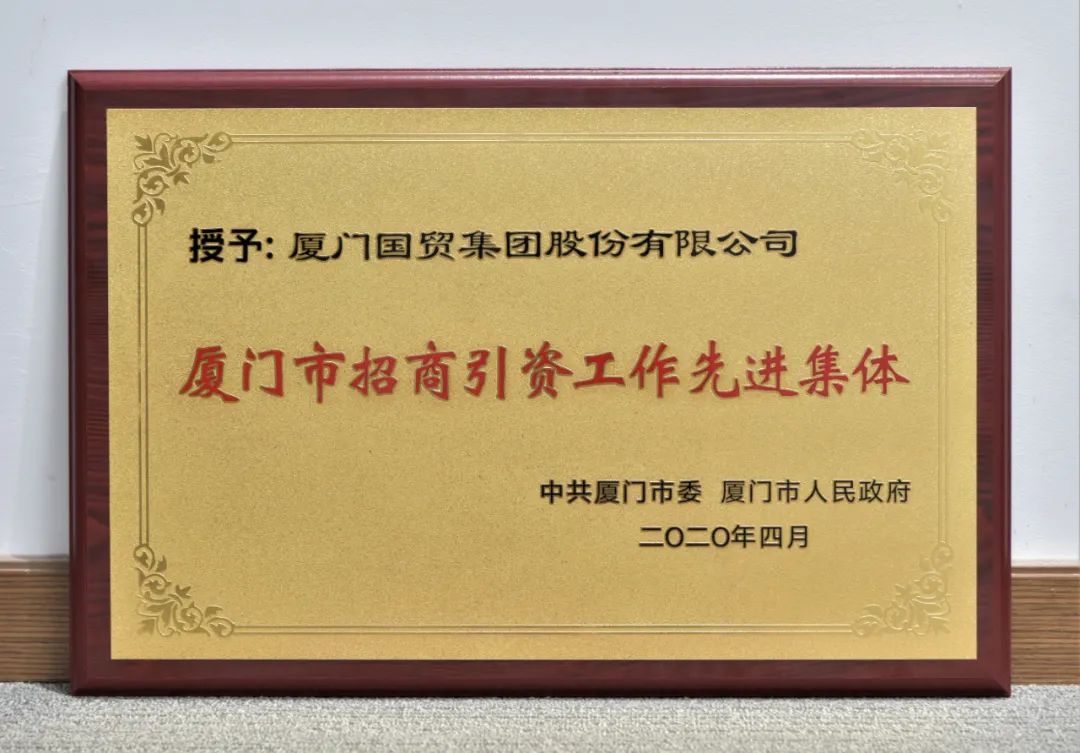 授予: 厦门国贸集团股份有限公司
厦门市招商引资工作先进集体
中共厦门市委 厦门市人民政府
二〇二〇年四月